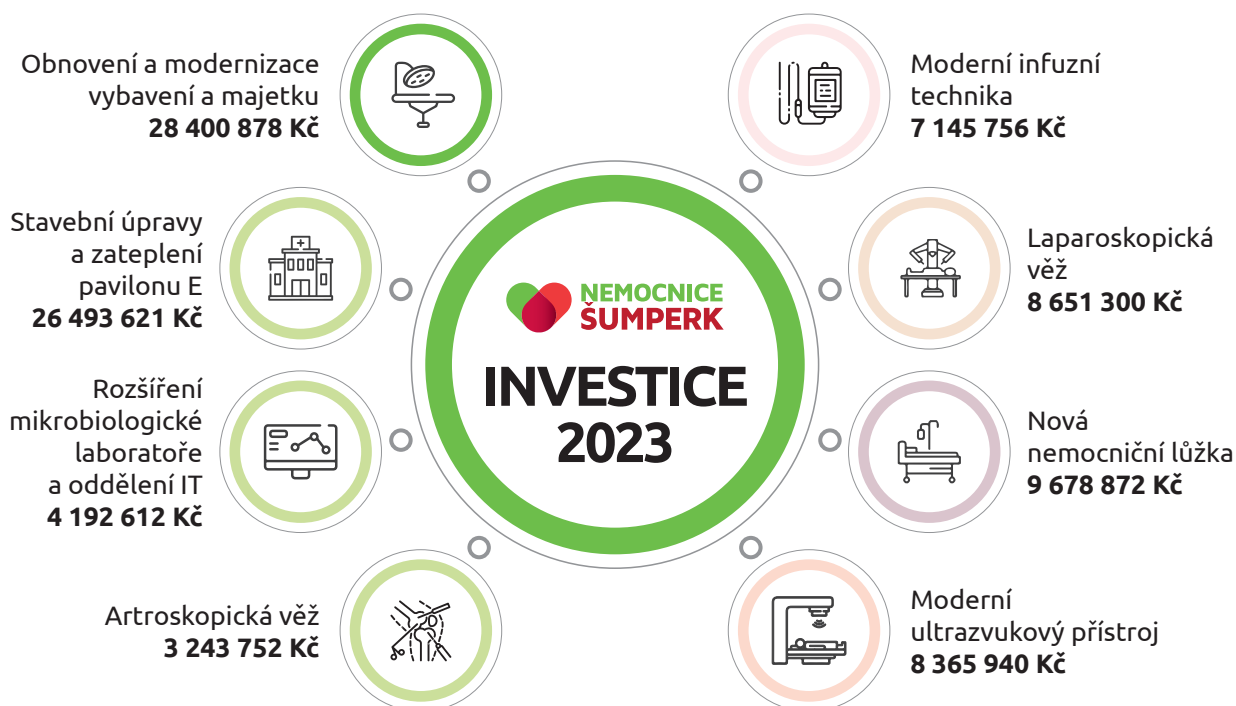 Obnovení a modernizace
vybavení a majetku
28 400 878 Kč
Stavební úpravy
a zateplení
pavilonu E
26 493 621 Kč
Rozšíření
mikrobiologické
laboratoře
a oddělení IT
4 192 612 Kč
Artroskopická věž
3 243 752 Kč
NEMOCNICE
ŠUMPERK
INVESTICE
2023
Moderní infuzní
technika
7 145 756 Kč
Laparoskopická
věž
8 651 300 Kč
Nová
nemocniční lůžka
9 678 872 Kč
Moderní
ultrazvukový přístroj
8 365 940 Kč